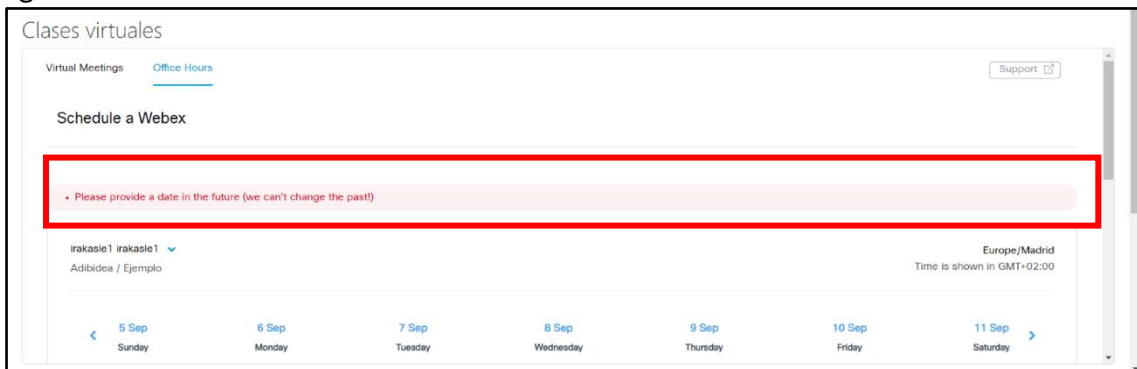 Clases virtuales
Virtual Meetings Office Hours Support
Schedule a Webex
• Please provide a date in the future (we can't change the past!)
irakasle1 irakasle1
Europe/Madrid
Adibidea / Ejemplo
Time is shown in GMT+02:00
5 Sep 6 Sep 7 Sep 8 Sep 9 Sep 10 Sep 11 Sep
Sunday Monday Tuesday Wednesday Thursday Friday Saturday